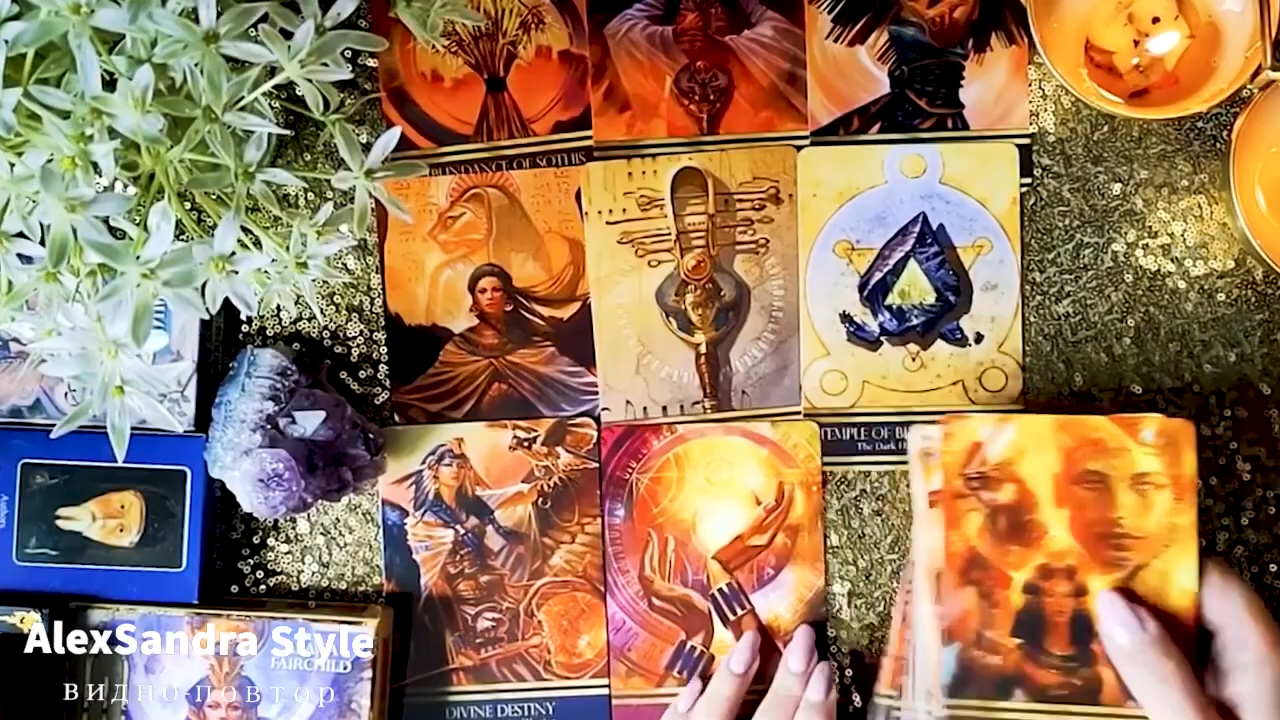 BUNDANCE OF SOTHIS
TEMPLE OF B
The Dark
AlexSandra Style
FAIRCHILD
видно-повтор
DIVINE DESTINY